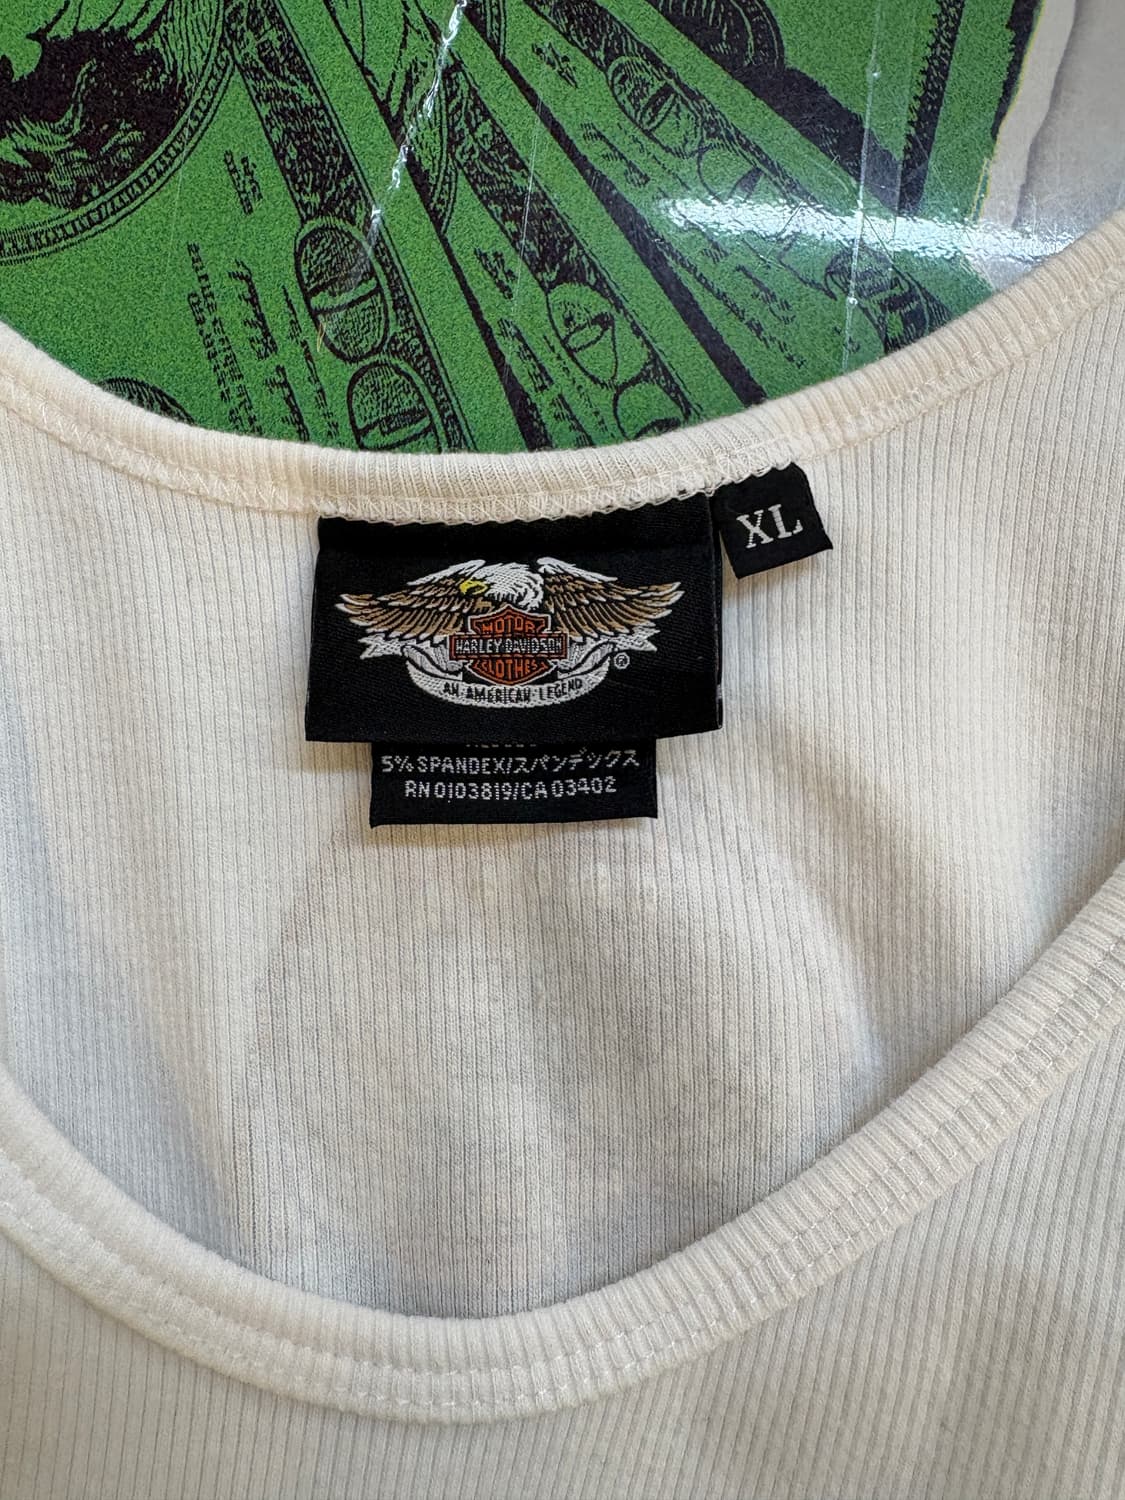 XL
MOTOR
HARLEY-DAVIDSON
CLOTHES
®
AN AMERICAN LEGEND
5% SPANDEX/スパンデックス
RN 0103819/CA 03402